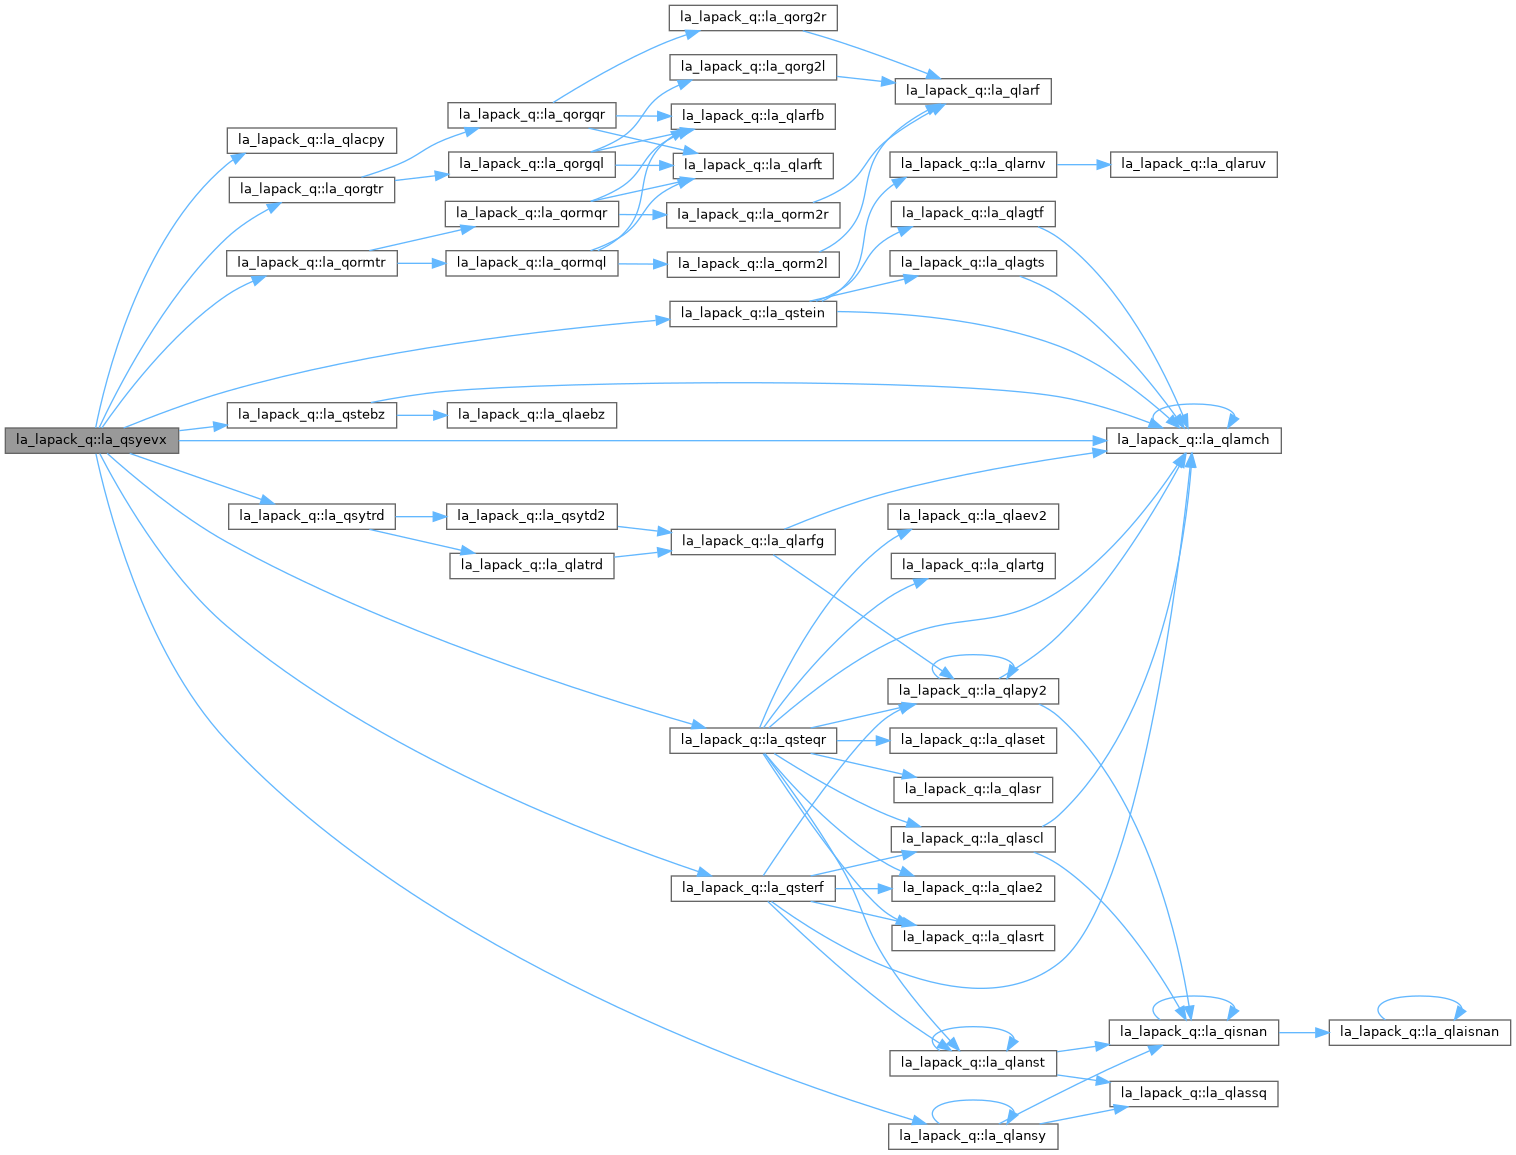 la_lapack_q::la_qorg2r
la_lapack_q::la_qorg2l
la_lapack_q::la_qlarf
la_lapack_q::la_qorgqr
la_lapack_q::la_qlarfb
la_lapack_q::la_qlacpy
la_lapack_q::la_qorgql
la_lapack_q::la_qlarft
la_lapack_q::la_qlarnv
la_lapack_q::la_qlaruv
la_lapack_q::la_qorgtr
la_lapack_q::la_qormqr
la_lapack_q::la_qorm2r
la_lapack_q::la_qlagtf
la_lapack_q::la_qormtr
la_lapack_q::la_qormql
la_lapack_q::la_qorm2l
la_lapack_q::la_qlagts
la_lapack_q::la_qstein
la_lapack_q::la_qstebz
la_lapack_q::la_qlaebz
la_lapack_q::la_qsyevx
la_lapack_q::la_qlamch
la_lapack_q::la_qsytrd
la_lapack_q::la_qsytd2
la_lapack_q::la_qlaev2
la_lapack_q::la_qlarfg
la_lapack_q::la_qlatrd
la_lapack_q::la_qlartg
la_lapack_q::la_qlapy2
la_lapack_q::la_qsteqr
la_lapack_q::la_qlaset
la_lapack_q::la_qlasr
la_lapack_q::la_qlascl
la_lapack_q::la_qsterf
la_lapack_q::la_qlae2
la_lapack_q::la_qlasrt
la_lapack_q::la_qisnan
la_lapack_q::la_qlaisnan
la_lapack_q::la_qlanst
la_lapack_q::la_qlassq
la_lapack_q::la_qlansy